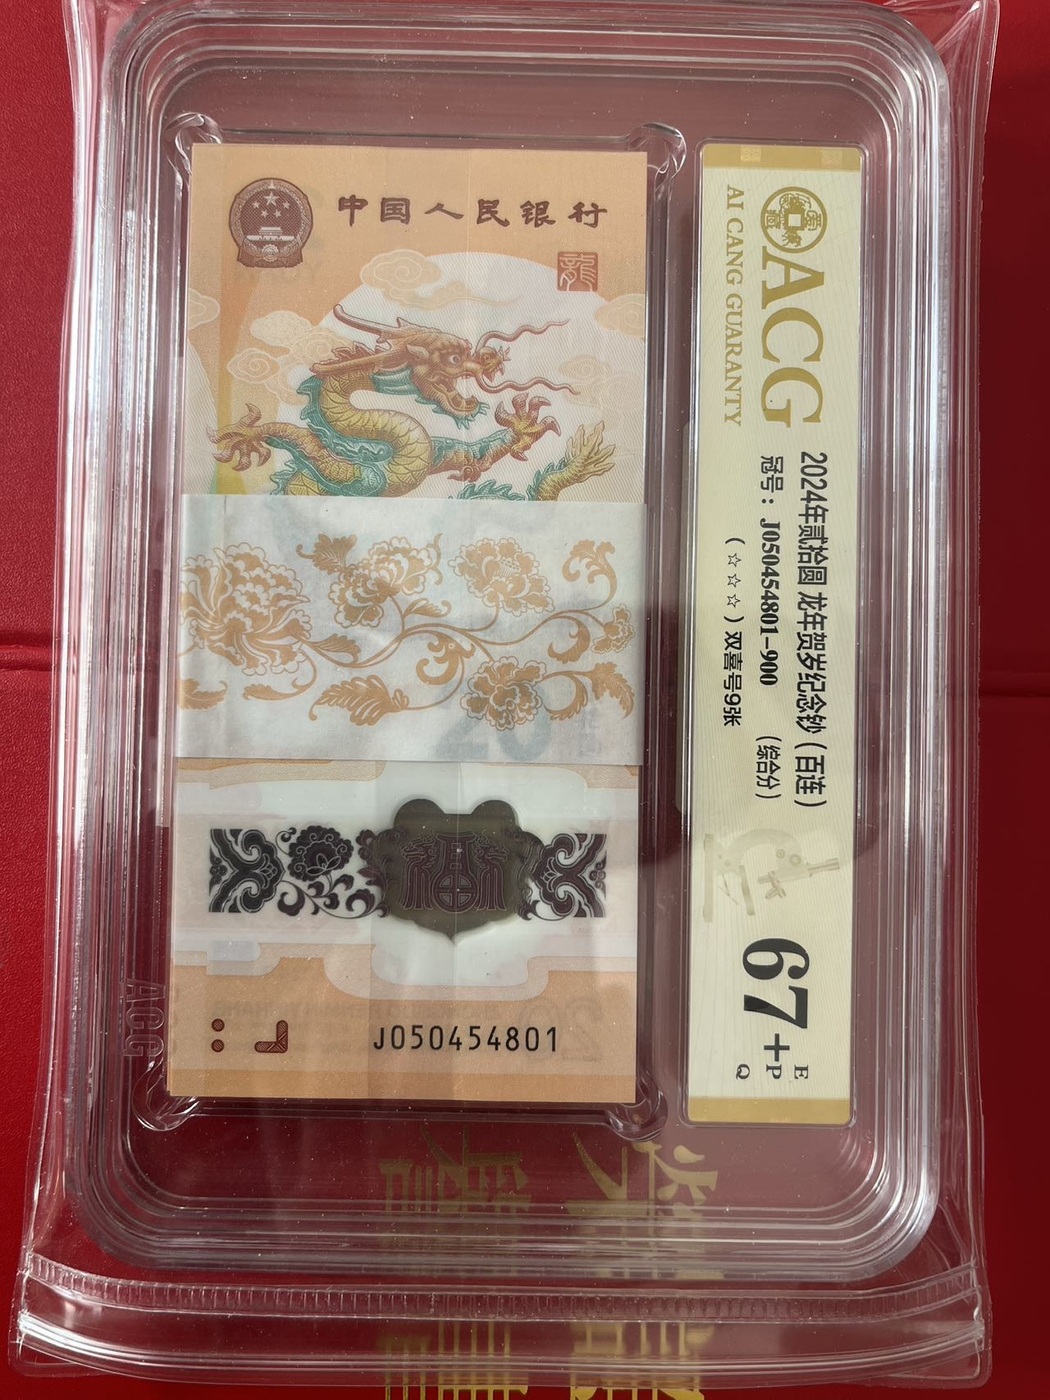 中国人民银行
龍
J050454801
ACG
AI CANG GUARANTY
2024年贰拾圆 龙年贺岁纪念钞（百连）
冠号：J050454801-900 （综合分）
（☆☆☆）双喜号9张
67+
E
P
Q
ACG